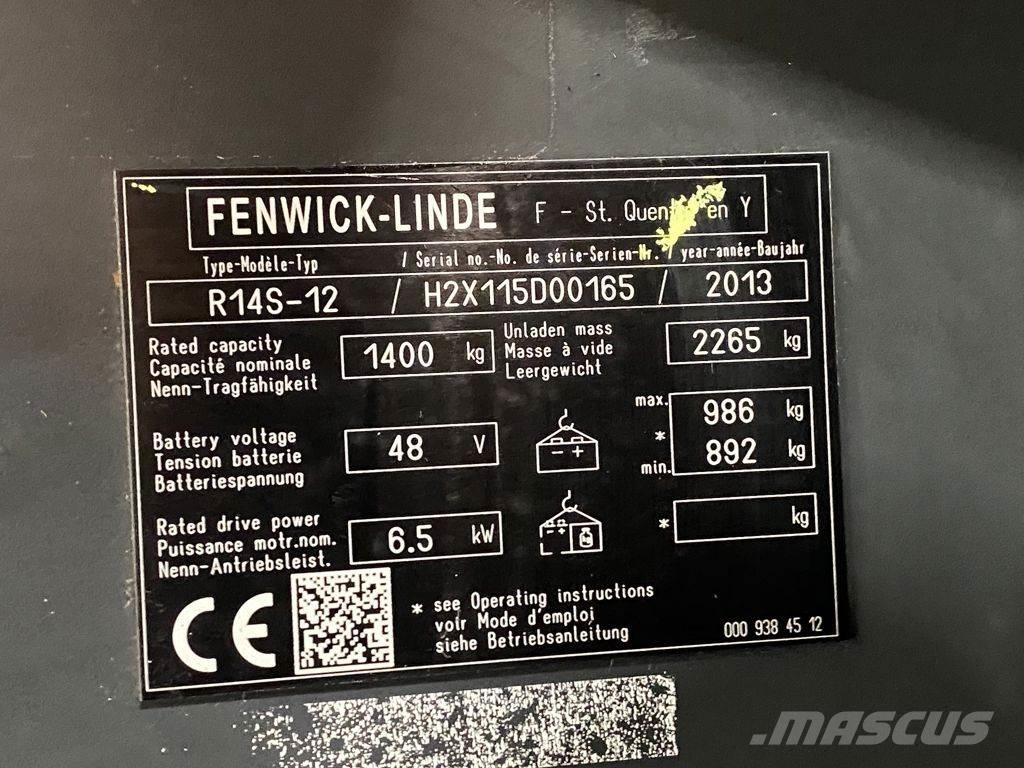 FENWICK-LINDE F - St. Quen en Y
Type-Modèle-Typ / Serial no.-No. de série-Serien-Nr. / year-année-Baujahr
R14S-12 / H2X115D00165 / 2013
Rated capacity
Capacité nominale
Nenn-Tragfähigkeit
1400 kg
Unladen mass
Masse à vide
Leergewicht
2265 kg
Battery voltage
Tension batterie
Batteriespannung
48 V
- +
max. 986 kg
*
min. 892 kg
Rated drive power
Puissance motr.nom.
Nenn-Antriebsleist.
6.5 kW
- +
* kg
CE
* see Operating instructions
voir Mode d'emploi
siehe Betriebsanleitung
000 938 45 12
.MASCUS